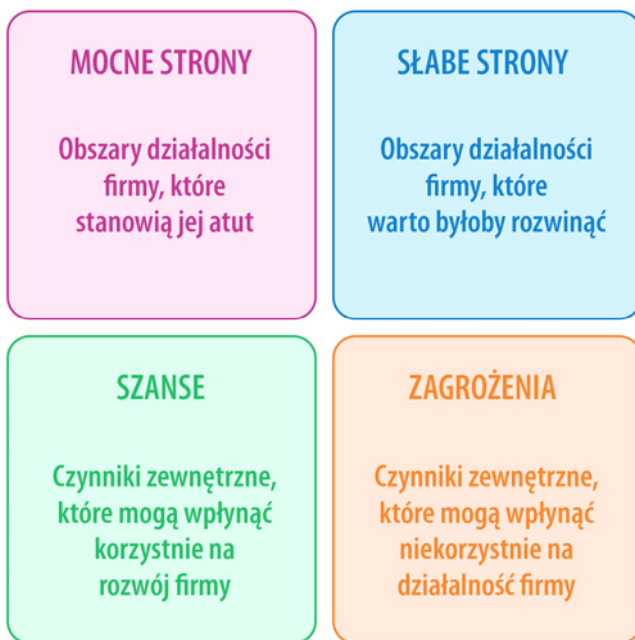 MOCNE STRONY
Obszary działalności
firmy, które
stanowią jej atut
SŁABE STRONY
Obszary działalności
firmy, które
warto byłoby rozwinąć
SZANSE
Czynniki zewnętrzne,
które mogą wpłynąć
korzystnie na
rozwój firmy
ZAGROŻENIA
Czynniki zewnętrzne,
które mogą wpłynąć
niekorzystnie na
działalność firmy